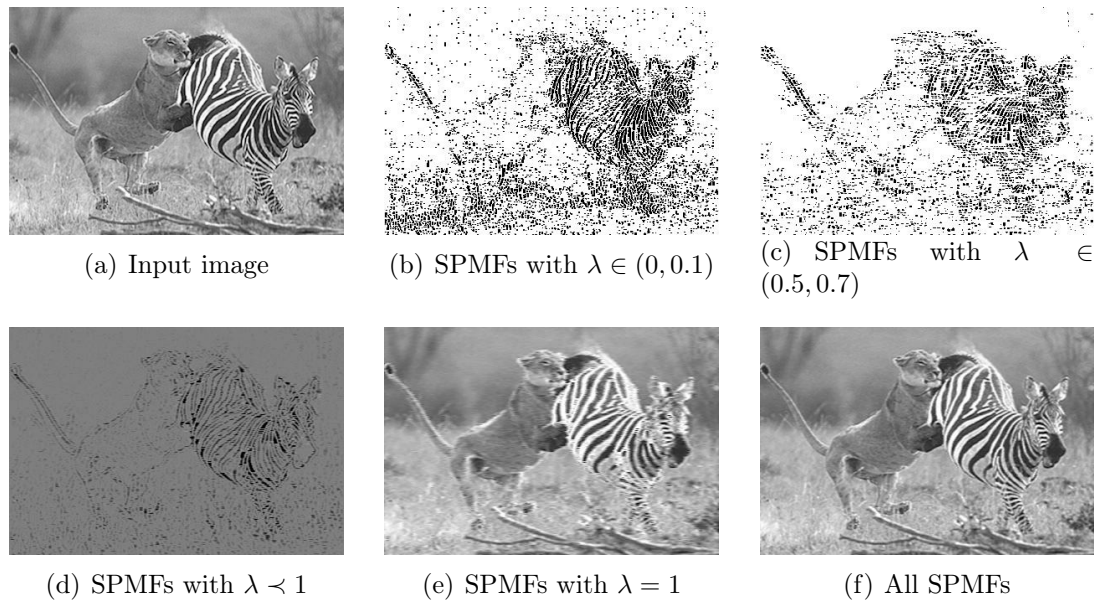 (a) Input image
(b) SPMFs with λ ∈ (0, 0.1)
(c) SPMFs with λ ∈
(0.5, 0.7)
(d) SPMFs with λ ≺ 1
(e) SPMFs with λ = 1
(f) All SPMFs